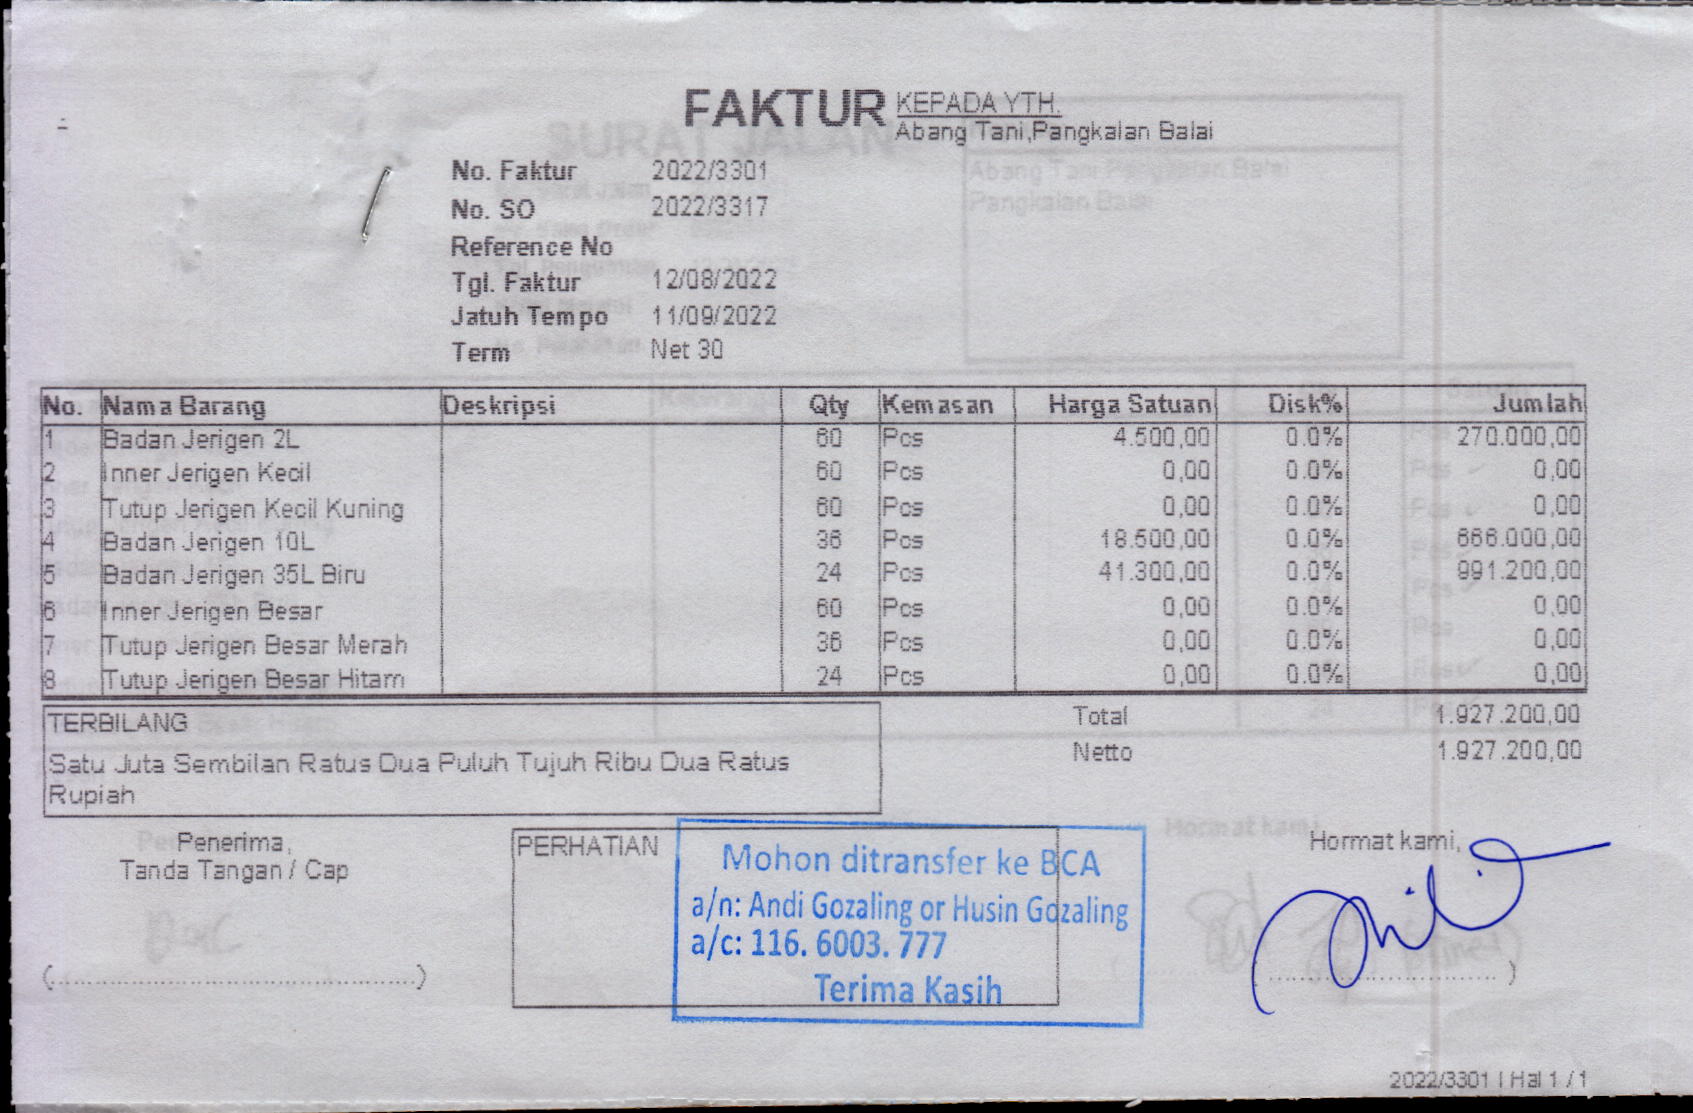 FAKTUR
KEPADA YTH.
Abang Tani,Pangkalan Balai
No. Faktur 2022/3301
No. SO 2022/3317
Reference No
Tgl. Faktur 12/08/2022
Jatuh Tempo 11/09/2022
Term Net 30
No. Nama Barang Deskripsi Qty Kemasan Harga Satuan Disk% Jumlah
1 Badan Jerigen 2L 60 Pcs 4.500,00 0.0% 270.000,00
2 Inner Jerigen Kecil 60 Pcs 0,00 0.0% 0,00
3 Tutup Jerigen Kecil Kuning 60 Pcs 0,00 0.0% 0,00
4 Badan Jerigen 10L 36 Pcs 18.500,00 0.0% 666.000,00
5 Badan Jerigen 35L Biru 24 Pcs 41.300,00 0.0% 991.200,00
6 Inner Jerigen Besar 60 Pcs 0,00 0.0% 0,00
7 Tutup Jerigen Besar Merah 36 Pcs 0,00 0.0% 0,00
8 Tutup Jerigen Besar Hitam 24 Pcs 0,00 0.0% 0,00
Total 1.927.200,00
Netto 1.927.200,00
TERBILANG
Satu Juta Sembilan Ratus Dua Puluh Tujuh Ribu Dua Ratus
Rupiah
Penerima,
Tanda Tangan / Cap
PERHATIAN
Mohon ditransfer ke BCA
a/n: Andi Gozaling or Husin Gozaling
a/c: 116. 6003. 777
Terima Kasih
Hormat kami,
2022/3301 | Hal 1 / 1
SURAT JALAN
Abang Tani Pangkalan Balai
Pangkalan Balai